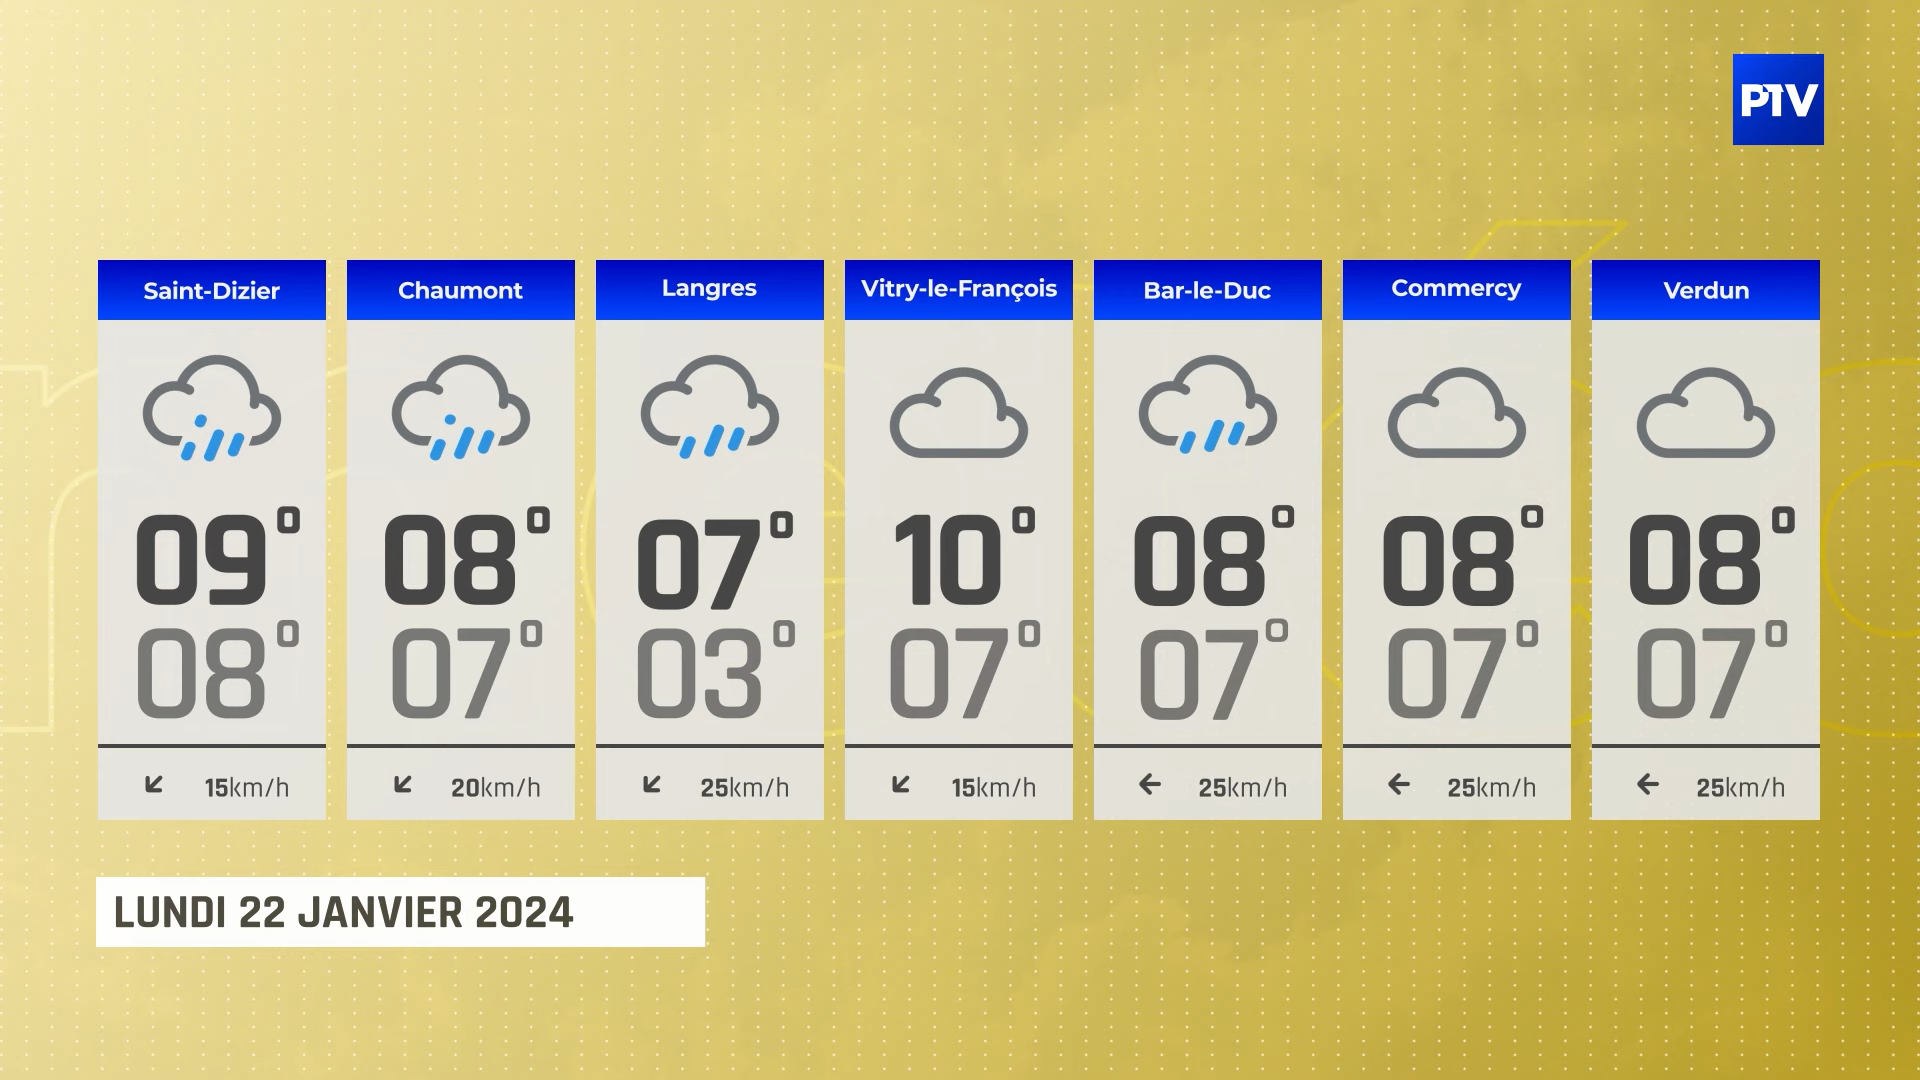 PTV
Saint-Dizier
09°
08°
15km/h
Chaumont
08°
07°
20km/h
Langres
07°
03°
25km/h
Vitry-le-François
10°
07°
15km/h
Bar-le-Duc
08°
07°
25km/h
Commercy
08°
07°
25km/h
Verdun
08°
07°
25km/h
LUNDI 22 JANVIER 2024